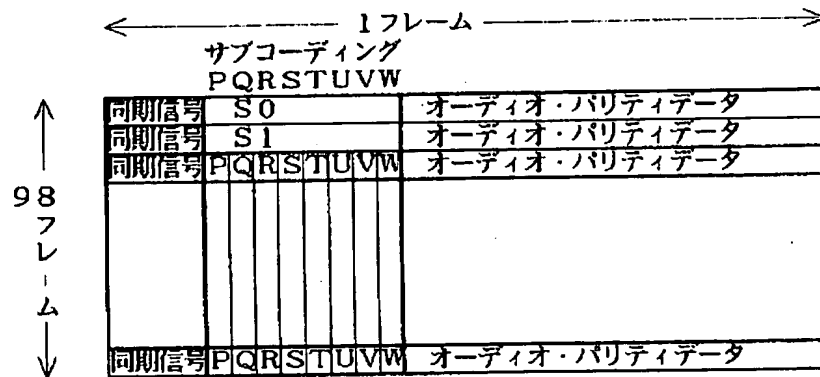 1フレーム
サブコーディング
PQRSTUVW
同期信号 S0 オーディオ・パリティデータ
同期信号 S1 オーディオ・パリティデータ
同期信号 P Q R S T U V W オーディオ・パリティデータ
98フレーム
同期信号 P Q R S T U V W オーディオ・パリティデータ